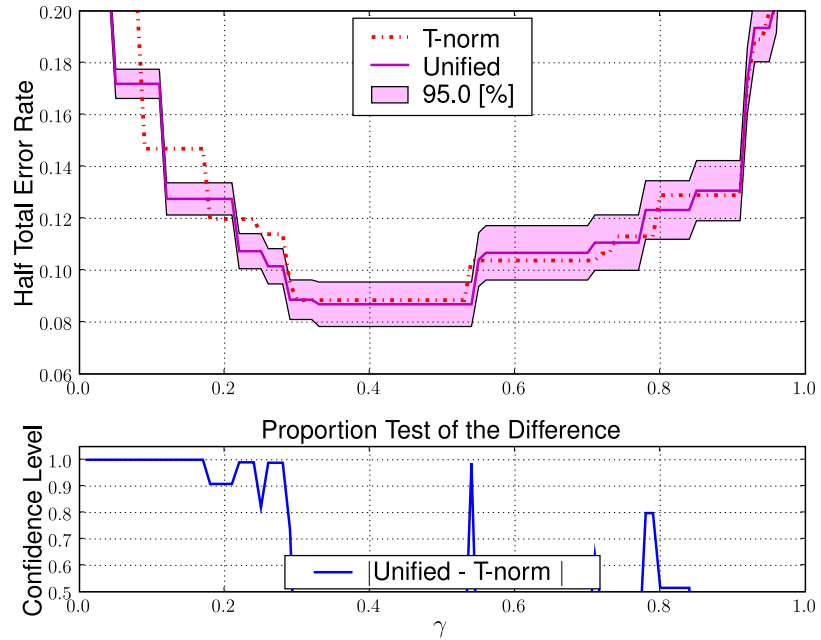 0.20
0.18
0.16
0.14
0.12
0.10
0.08
0.06
Half Total Error Rate
T-norm
Unified
95.0 [%]
0.0 0.2 0.4 0.6 0.8 1.0
Proportion Test of the Difference
1.0
0.9
0.8
0.7
0.6
0.5
Confidence Level
|Unified - T-norm |
0.0 0.2 0.4 0.6 0.8 1.0
γ